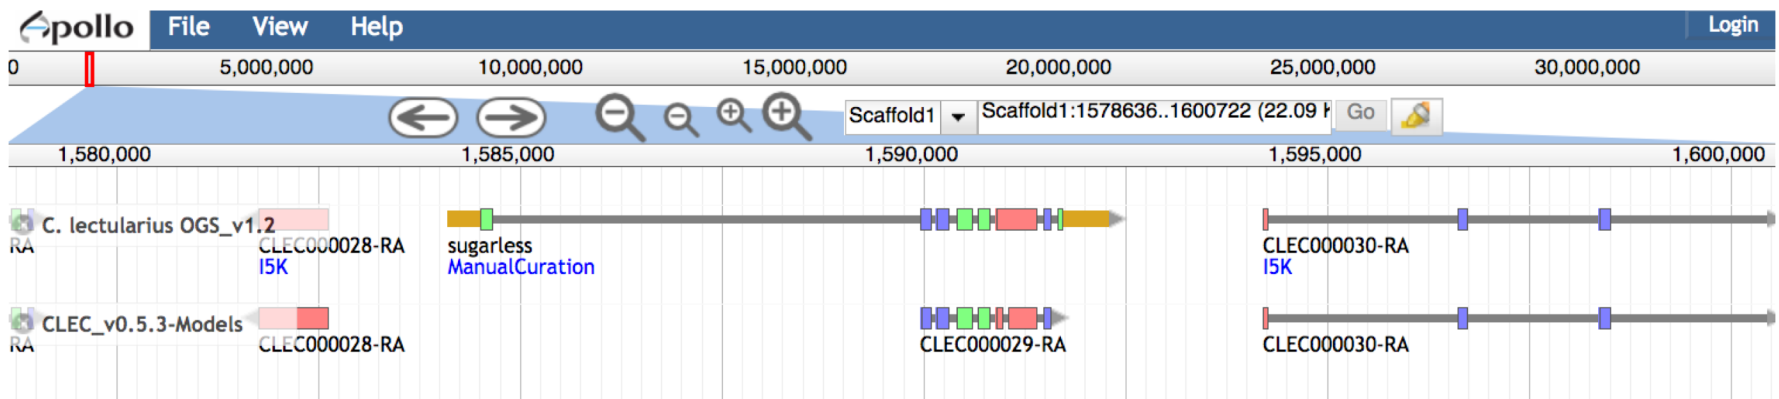 Apollo File View Help Login
0 5,000,000 10,000,000 15,000,000 20,000,000 25,000,000 30,000,000
Scaffold1 Scaffold1:1578636..1600722 (22.09 K Go
1,580,000 1,585,000 1,590,000 1,595,000 1,600,000
C. lectularius OGS_v1.2
RA CLEC000028-RA sugarless CLEC000030-RA
I5K ManualCuration I5K
CLEC_v0.5.3-Models
RA CLEC000028-RA CLEC000029-RA CLEC000030-RA